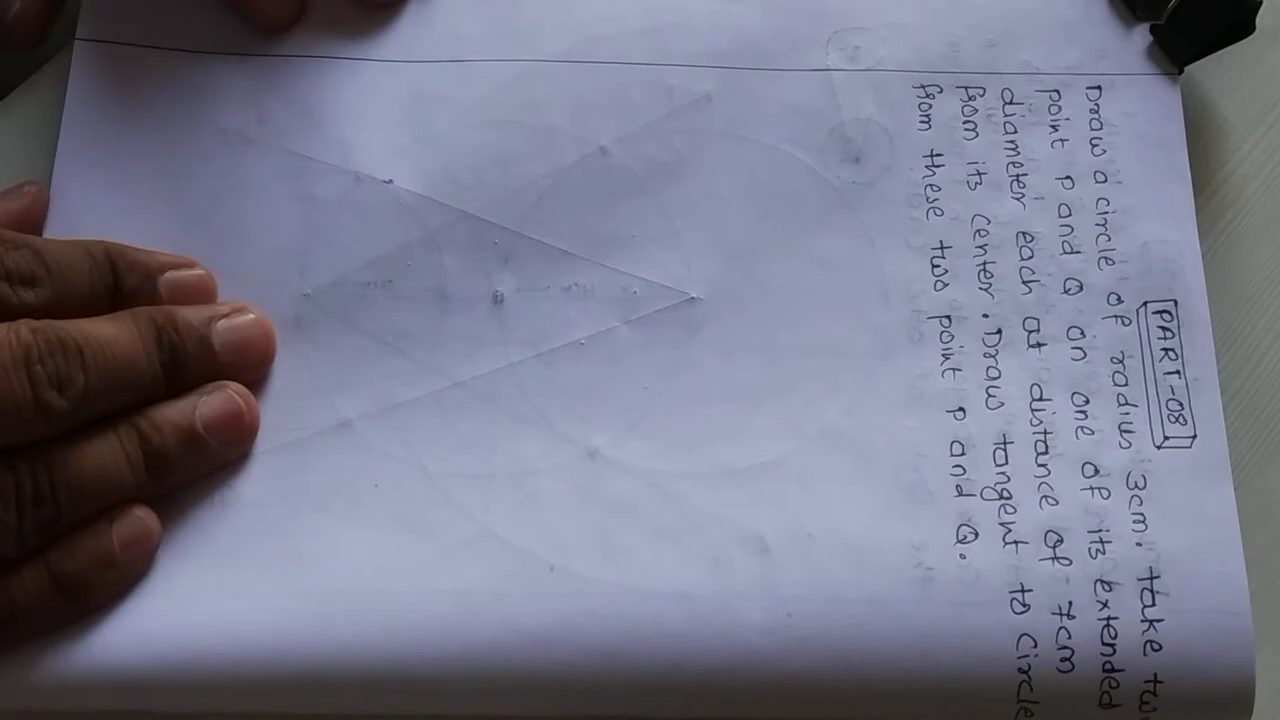 PART-08
Draw a circle of radius 3cm. take tw
point P and Q on one of its extended
diameter each at distance of 7cm
from its center. Draw tangent to circle
from these two point P and Q.